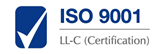 ISO 9001
LL-C (Certification)